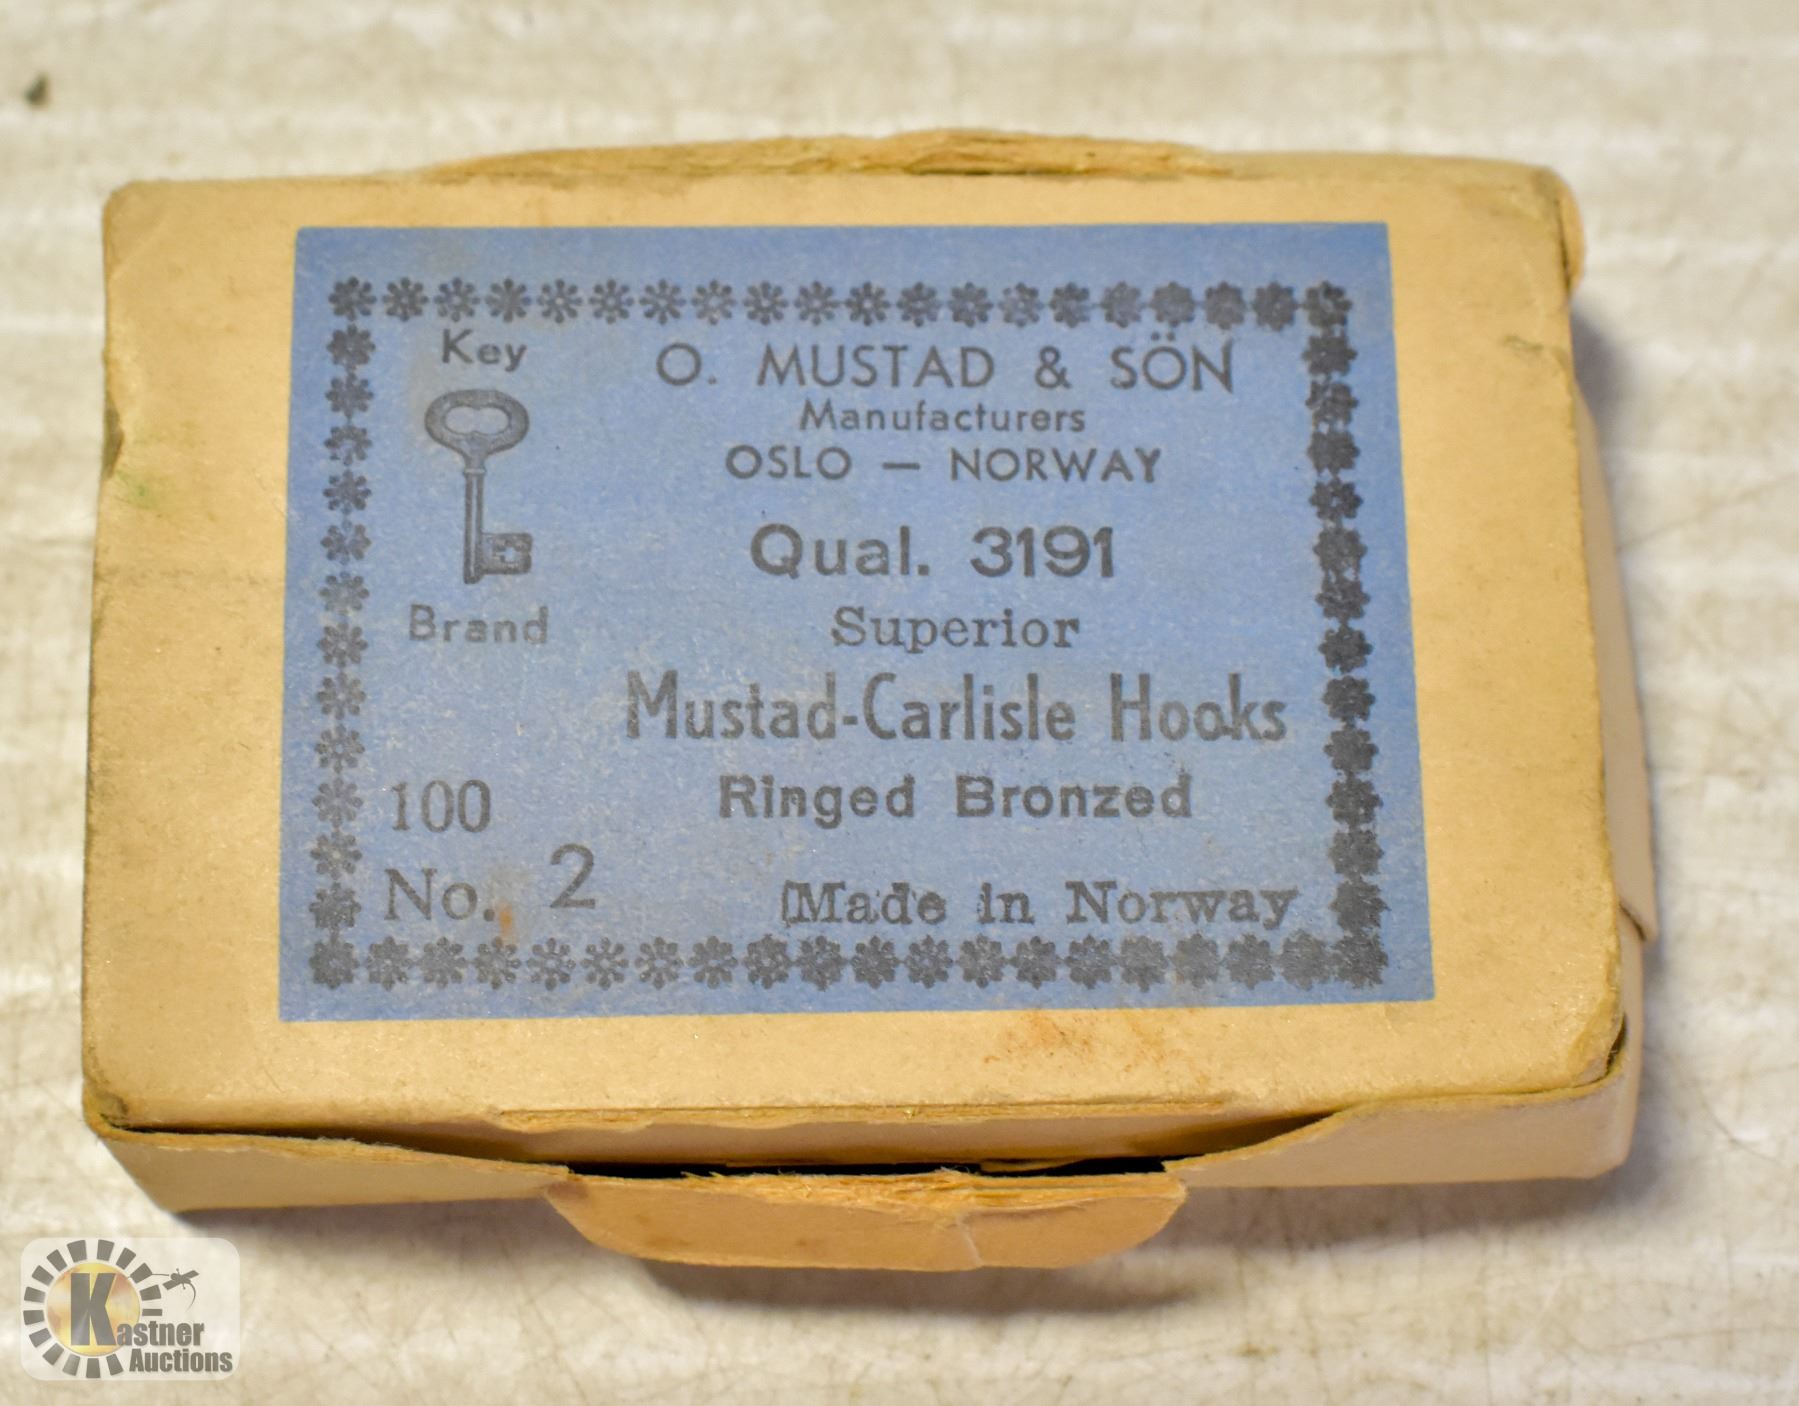 Key
Brand
O. MUSTAD & SÖN
Manufacturers
OSLO — NORWAY
Qual. 3191
Superior
Mustad-Carlisle Hooks
Ringed Bronzed
100
No. 2
Made in Norway
Kastner
Auctions